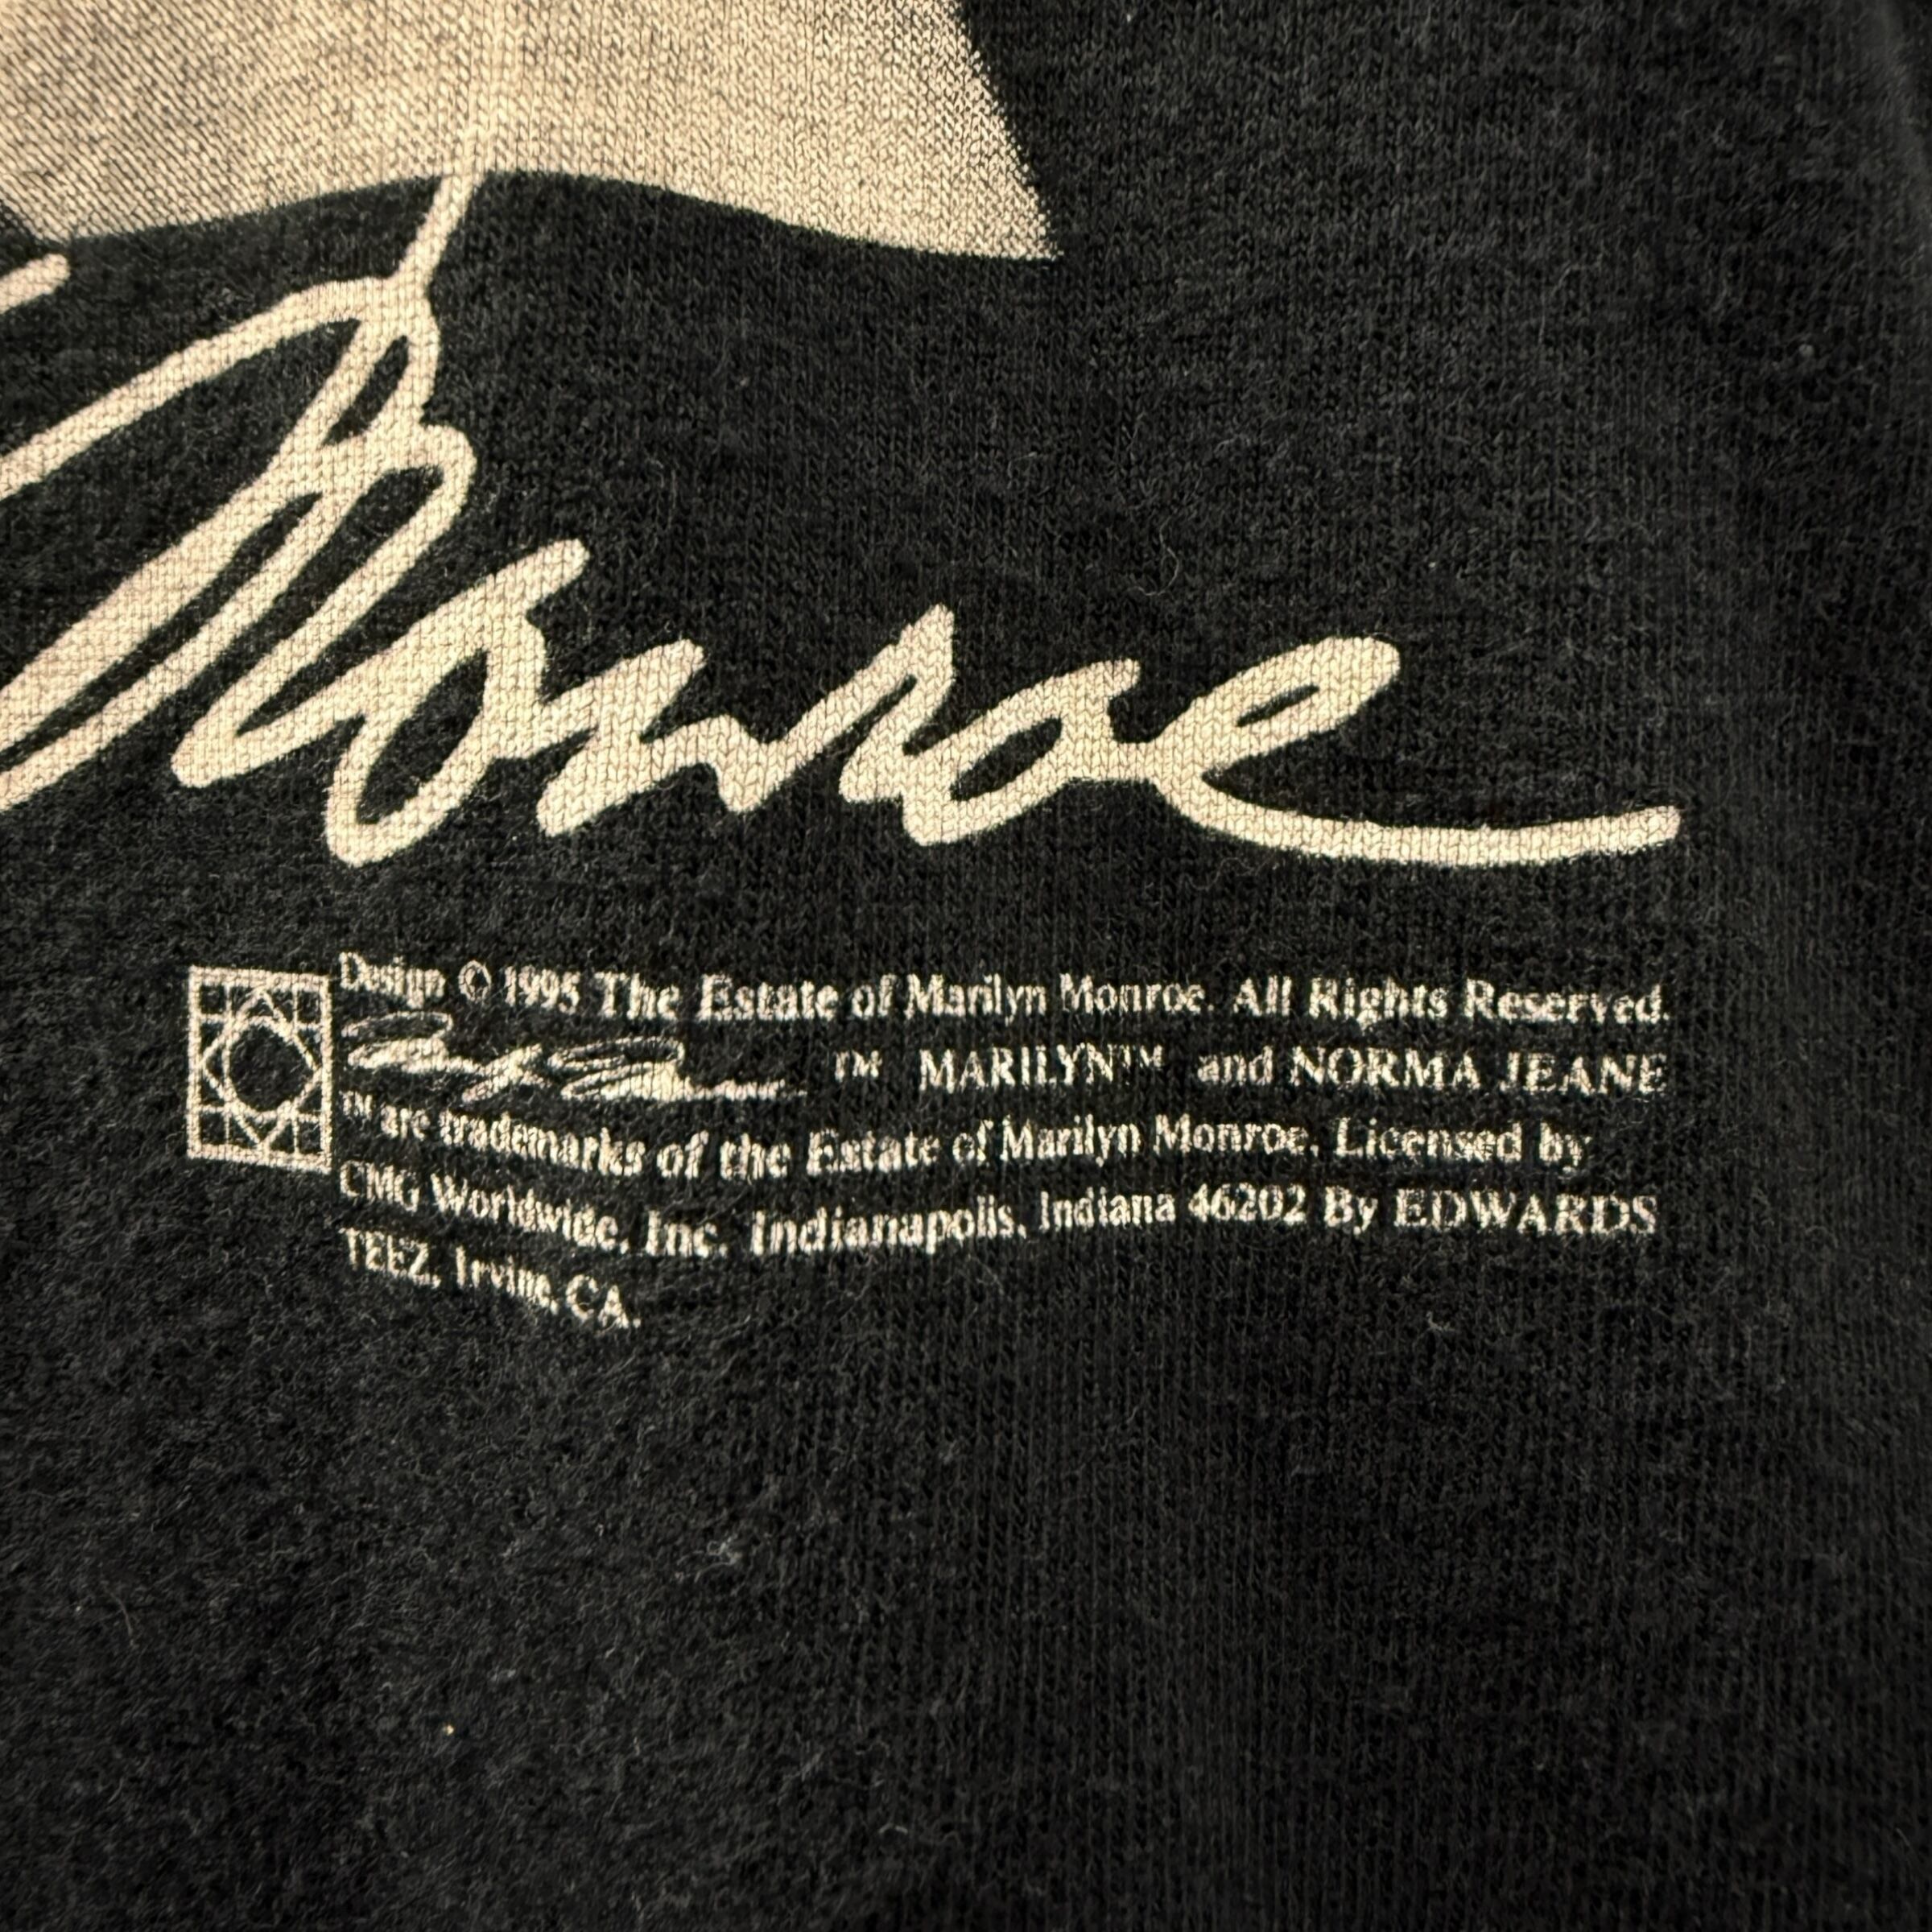 Monroe
Design © 1995 The Estate of Marilyn Monroe. All Rights Reserved.
Marilyn Monroe ™ MARILYN™ and NORMA JEANE
™ are trademarks of the Estate of Marilyn Monroe. Licensed by
CMG Worldwide, Inc. Indianapolis, Indiana 46202 By EDWARDS
TEEZ, Irvine, CA.